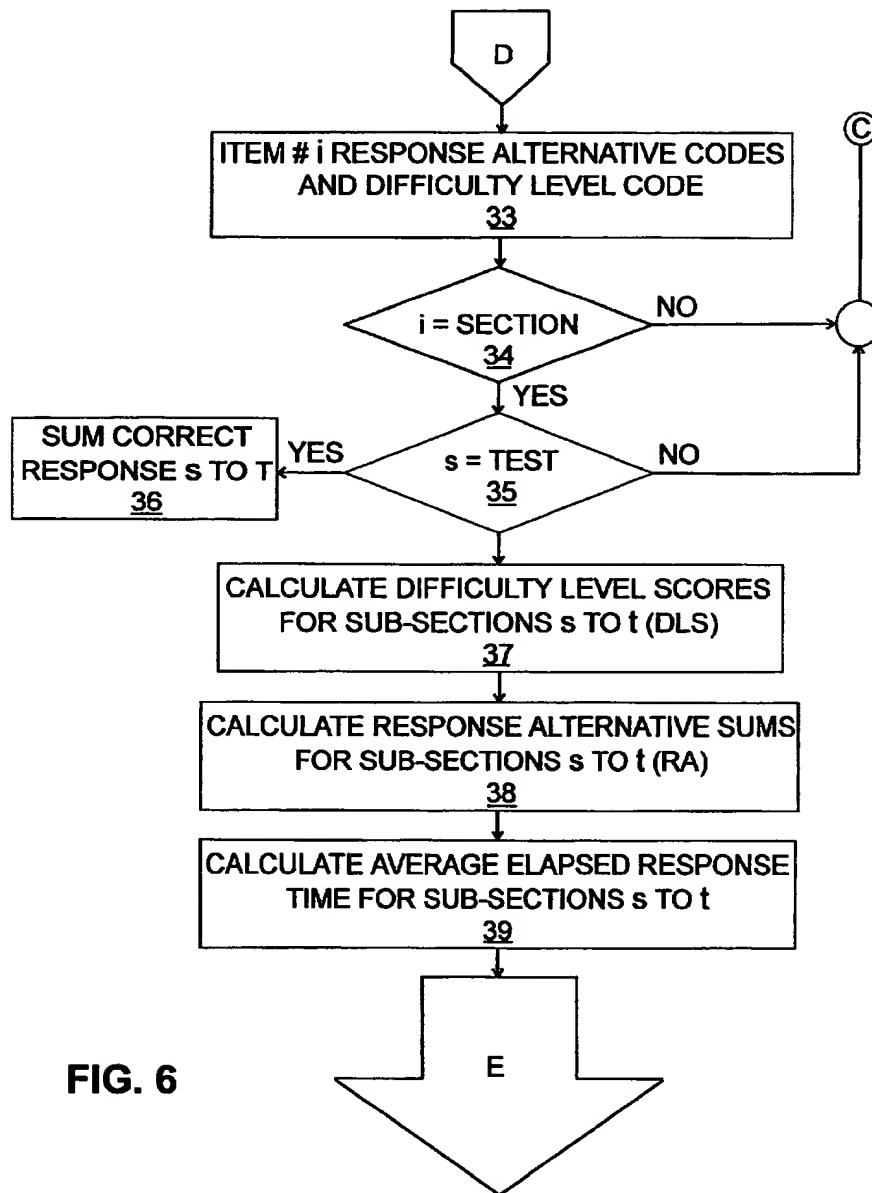 D
C
ITEM # i RESPONSE ALTERNATIVE CODES
AND DIFFICULTY LEVEL CODE
33
i = SECTION
34
NO
YES
SUM CORRECT
RESPONSE s TO T
36
YES
s = TEST
35
NO
CALCULATE DIFFICULTY LEVEL SCORES
FOR SUB-SECTIONS s TO t (DLS)
37
CALCULATE RESPONSE ALTERNATIVE SUMS
FOR SUB-SECTIONS s TO t (RA)
38
CALCULATE AVERAGE ELAPSED RESPONSE
TIME FOR SUB-SECTIONS s TO t
39
E
FIG. 6